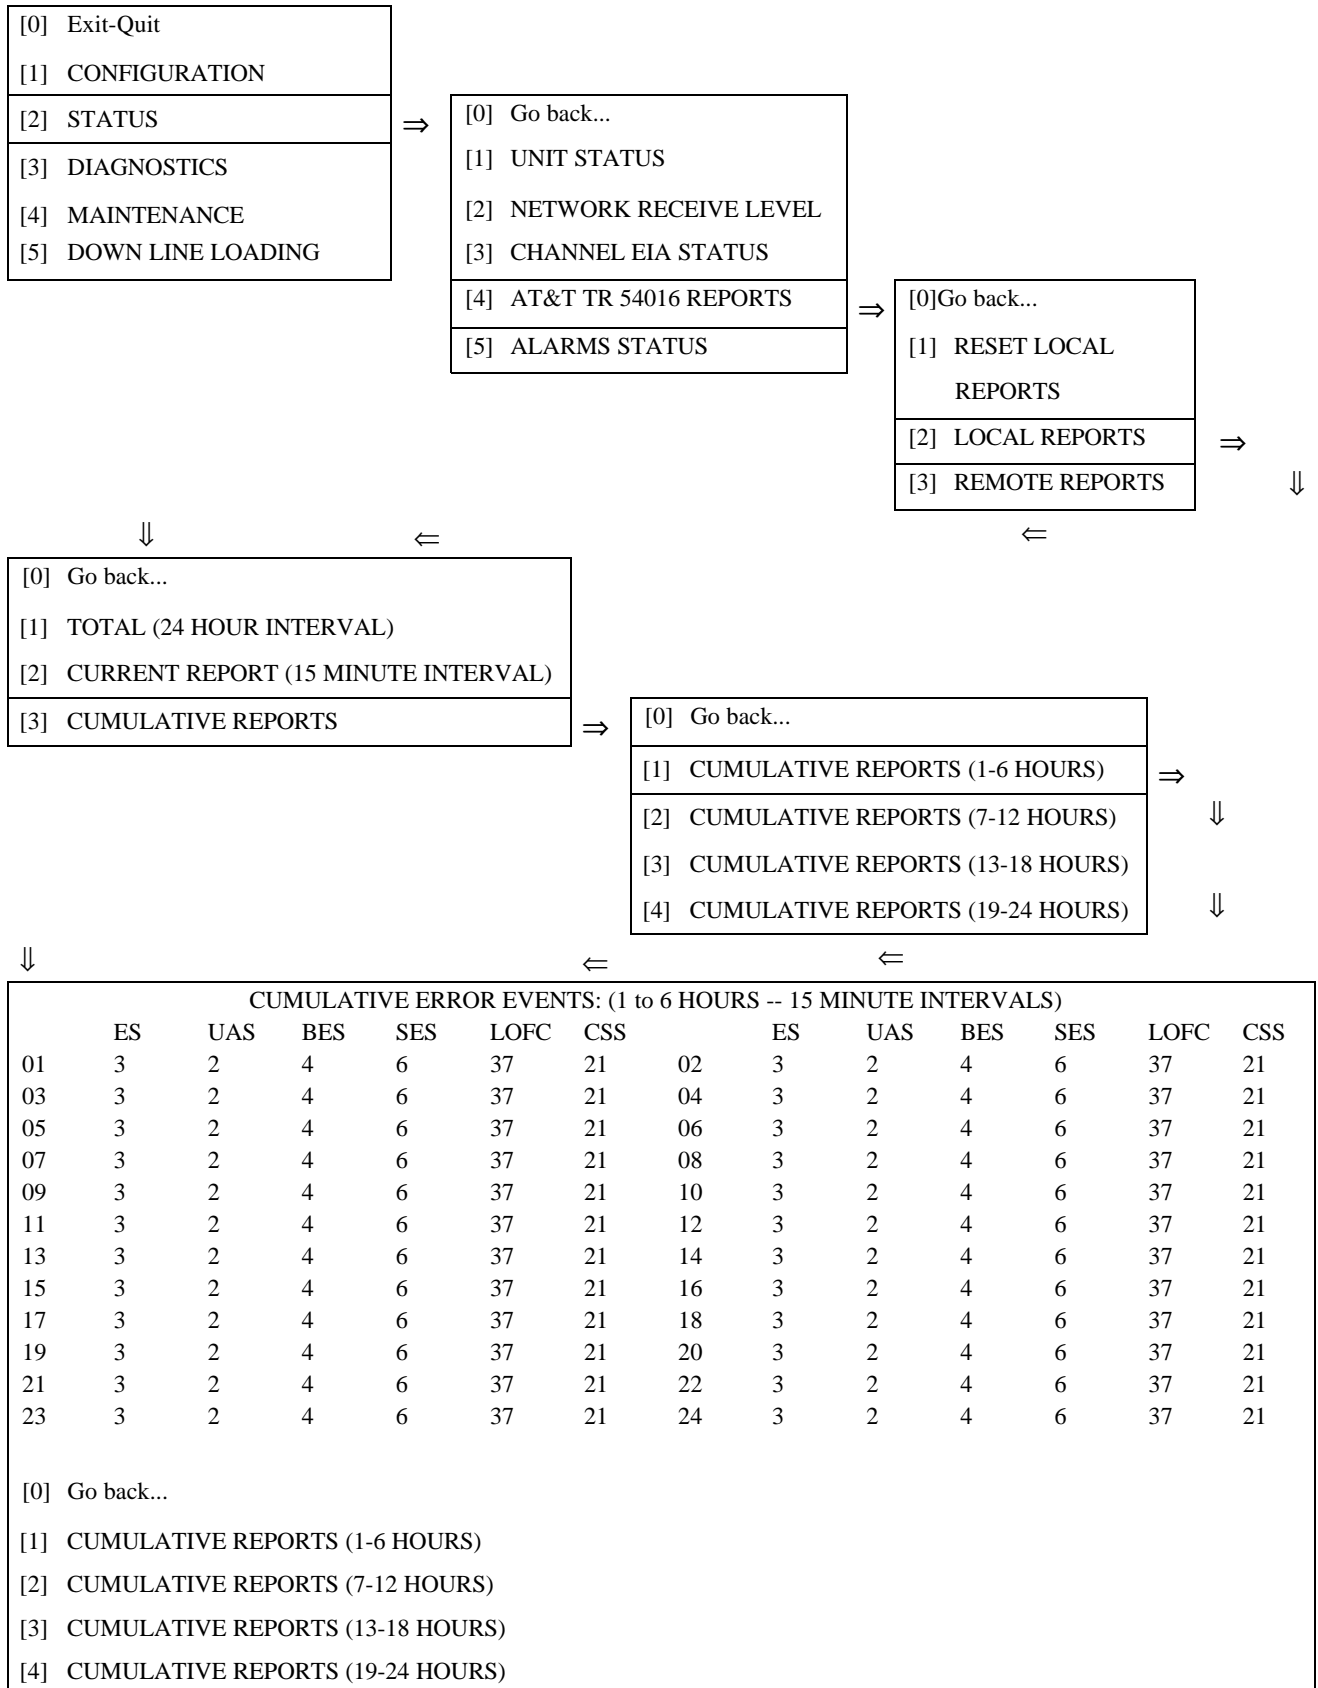 [0] Exit-Quit
[1] CONFIGURATION
[2] STATUS
[3] DIAGNOSTICS
[4] MAINTENANCE
[5] DOWN LINE LOADING
⇒
[0] Go back...
[1] UNIT STATUS
[2] NETWORK RECEIVE LEVEL
[3] CHANNEL EIA STATUS
[4] AT&T TR 54016 REPORTS
[5] ALARMS STATUS
⇒
[0]Go back...
[1] RESET LOCAL
REPORTS
[2] LOCAL REPORTS
[3] REMOTE REPORTS
⇒
⇓
⇓ ⇐ ⇐
[0] Go back...
[1] TOTAL (24 HOUR INTERVAL)
[2] CURRENT REPORT (15 MINUTE INTERVAL)
[3] CUMULATIVE REPORTS
⇒
[0] Go back...
[1] CUMULATIVE REPORTS (1-6 HOURS)
[2] CUMULATIVE REPORTS (7-12 HOURS)
[3] CUMULATIVE REPORTS (13-18 HOURS)
[4] CUMULATIVE REPORTS (19-24 HOURS)
⇒
⇓
⇓
⇓ ⇐ ⇐
CUMULATIVE ERROR EVENTS: (1 to 6 HOURS -- 15 MINUTE INTERVALS)
ES UAS BES SES LOFC CSS ES UAS BES SES LOFC CSS
01 3 2 4 6 37 21 02 3 2 4 6 37 21
03 3 2 4 6 37 21 04 3 2 4 6 37 21
05 3 2 4 6 37 21 06 3 2 4 6 37 21
07 3 2 4 6 37 21 08 3 2 4 6 37 21
09 3 2 4 6 37 21 10 3 2 4 6 37 21
11 3 2 4 6 37 21 12 3 2 4 6 37 21
13 3 2 4 6 37 21 14 3 2 4 6 37 21
15 3 2 4 6 37 21 16 3 2 4 6 37 21
17 3 2 4 6 37 21 18 3 2 4 6 37 21
19 3 2 4 6 37 21 20 3 2 4 6 37 21
21 3 2 4 6 37 21 22 3 2 4 6 37 21
23 3 2 4 6 37 21 24 3 2 4 6 37 21
[0] Go back...
[1] CUMULATIVE REPORTS (1-6 HOURS)
[2] CUMULATIVE REPORTS (7-12 HOURS)
[3] CUMULATIVE REPORTS (13-18 HOURS)
[4] CUMULATIVE REPORTS (19-24 HOURS)